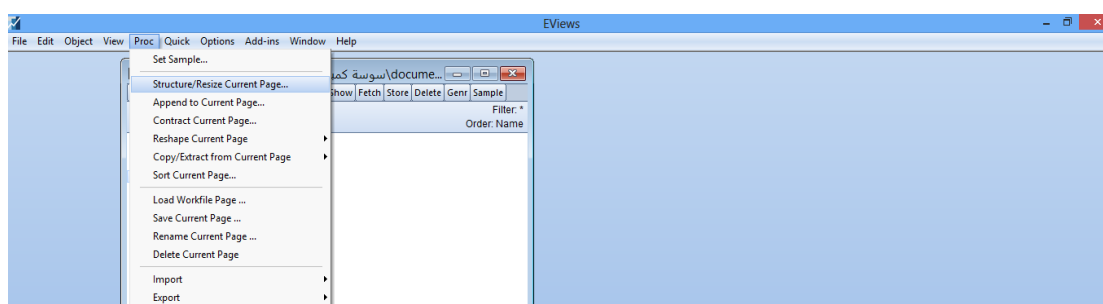 EViews
File Edit Object View Proc Quick Options Add-ins Window Help
Set Sample...
docume...\سوسة كمب
Structure/Resize Current Page...
Show Fetch Store Delete Genr Sample
Append to Current Page...
Filter: *
Contract Current Page...
Order: Name
Reshape Current Page
Copy/Extract from Current Page
Sort Current Page...
Load Workfile Page ...
Save Current Page ...
Rename Current Page ...
Delete Current Page
Import
Export